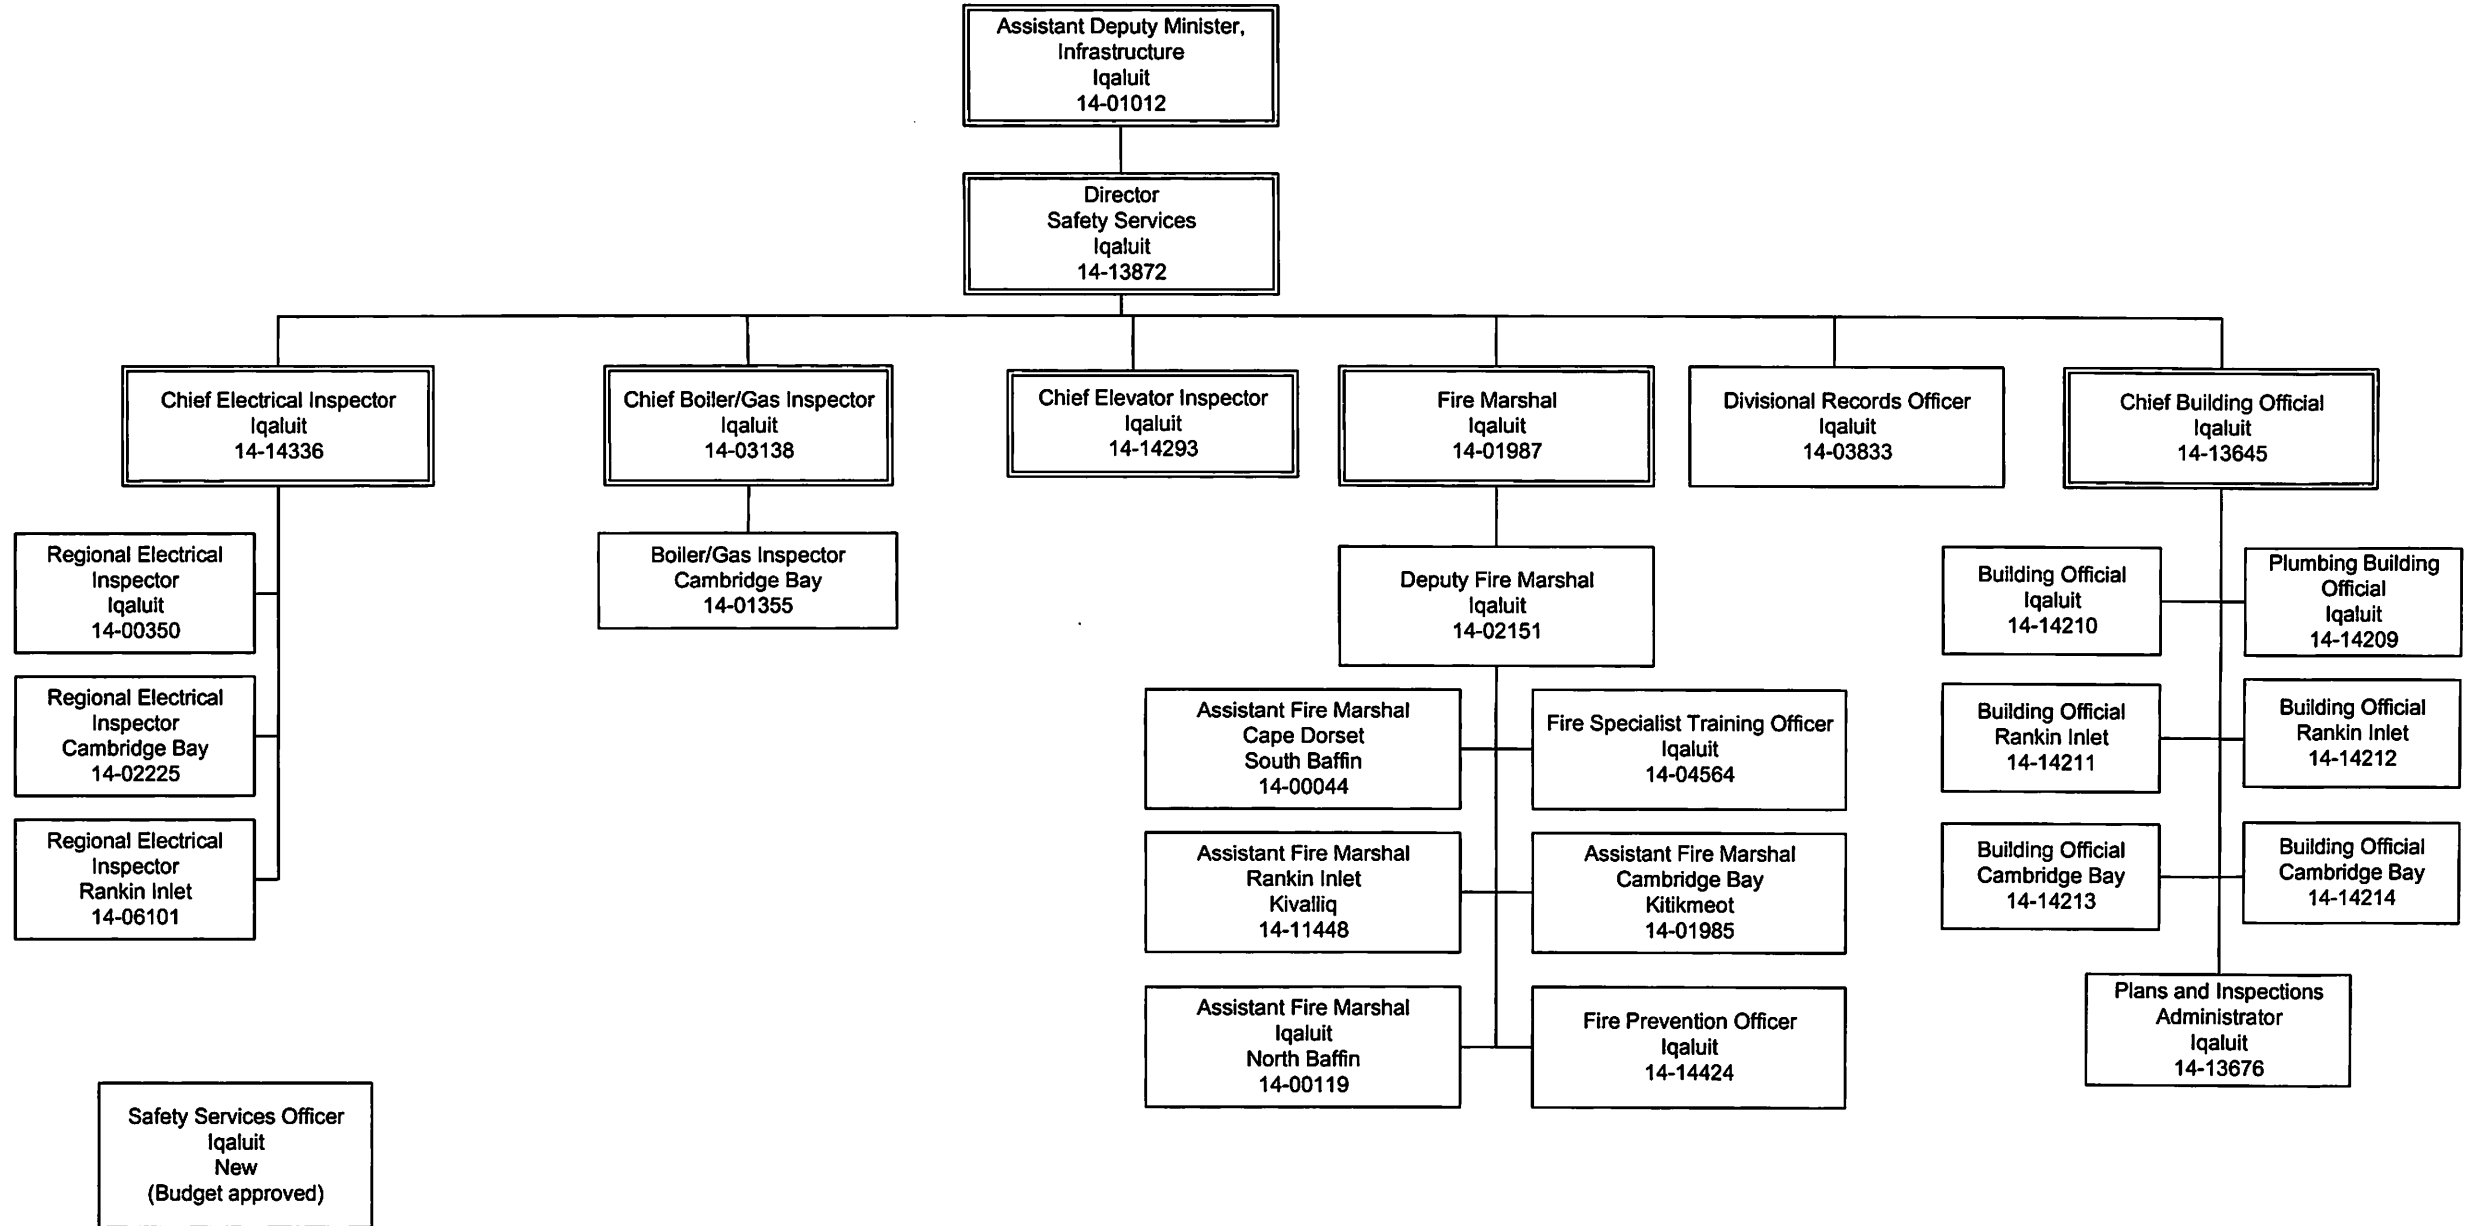 Assistant Deputy Minister,
Infrastructure
Iqaluit
14-01012
Director
Safety Services
Iqaluit
14-13872
Chief Electrical Inspector
Iqaluit
14-14336
Chief Boiler/Gas Inspector
Iqaluit
14-03138
Chief Elevator Inspector
Iqaluit
14-14293
Fire Marshal
Iqaluit
14-01987
Divisional Records Officer
Iqaluit
14-03833
Chief Building Official
Iqaluit
14-13645
Regional Electrical
Inspector
Iqaluit
14-00350
Regional Electrical
Inspector
Cambridge Bay
14-02225
Regional Electrical
Inspector
Rankin Inlet
14-06101
Boiler/Gas Inspector
Cambridge Bay
14-01355
Deputy Fire Marshal
Iqaluit
14-02151
Assistant Fire Marshal
Cape Dorset
South Baffin
14-00044
Fire Specialist Training Officer
Iqaluit
14-04564
Assistant Fire Marshal
Rankin Inlet
Kivalliq
14-11448
Assistant Fire Marshal
Cambridge Bay
Kitikmeot
14-01985
Assistant Fire Marshal
Iqaluit
North Baffin
14-00119
Fire Prevention Officer
Iqaluit
14-14424
Building Official
Iqaluit
14-14210
Plumbing Building
Official
Iqaluit
14-14209
Building Official
Rankin Inlet
14-14211
Building Official
Rankin Inlet
14-14212
Building Official
Cambridge Bay
14-14213
Building Official
Cambridge Bay
14-14214
Plans and Inspections
Administrator
Iqaluit
14-13676
Safety Services Officer
Iqaluit
New
(Budget approved)